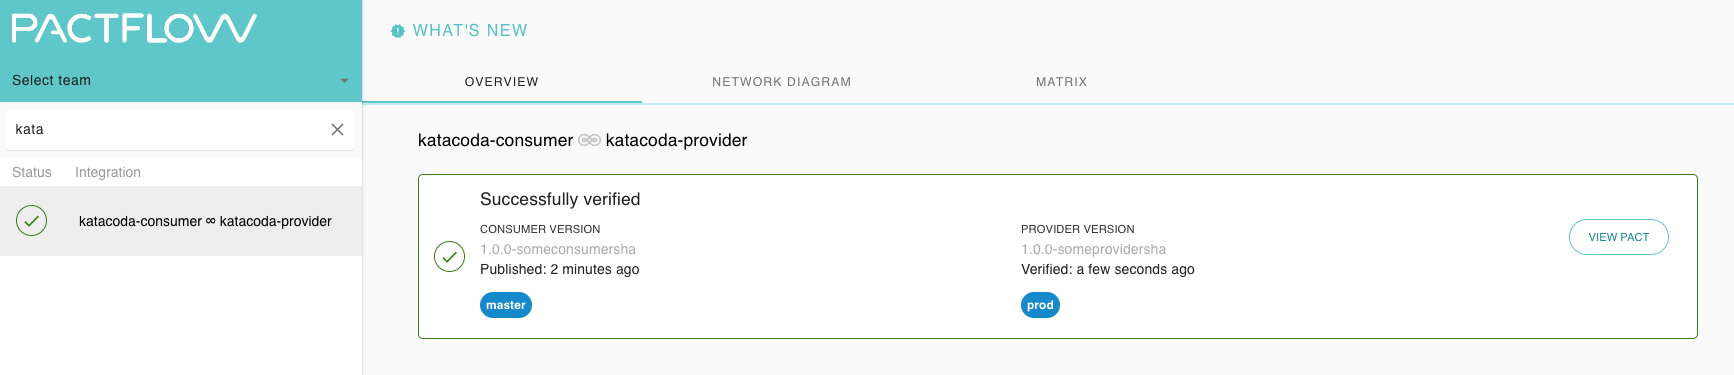 PACTFLOW
Select team
kata
Status Integration
katacoda-consumer ∞ katacoda-provider
WHAT'S NEW
OVERVIEW NETWORK DIAGRAM MATRIX
katacoda-consumer katacoda-provider
Successfully verified
CONSUMER VERSION PROVIDER VERSION
1.0.0-someconsumersha 1.0.0-someprovidersha
Published: 2 minutes ago Verified: a few seconds ago
master prod
VIEW PACT